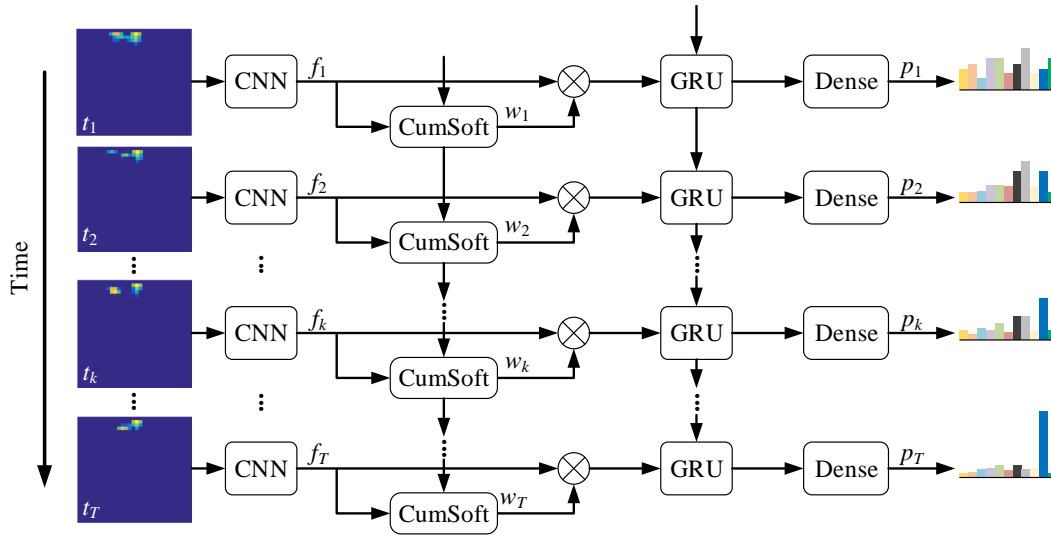 t1 CNN f1 CumSoft w1 GRU Dense p1
t2 CNN f2 CumSoft w2 GRU Dense p2
Time
tk CNN fk CumSoft wk GRU Dense pk
tT CNN fT CumSoft wT GRU Dense pT